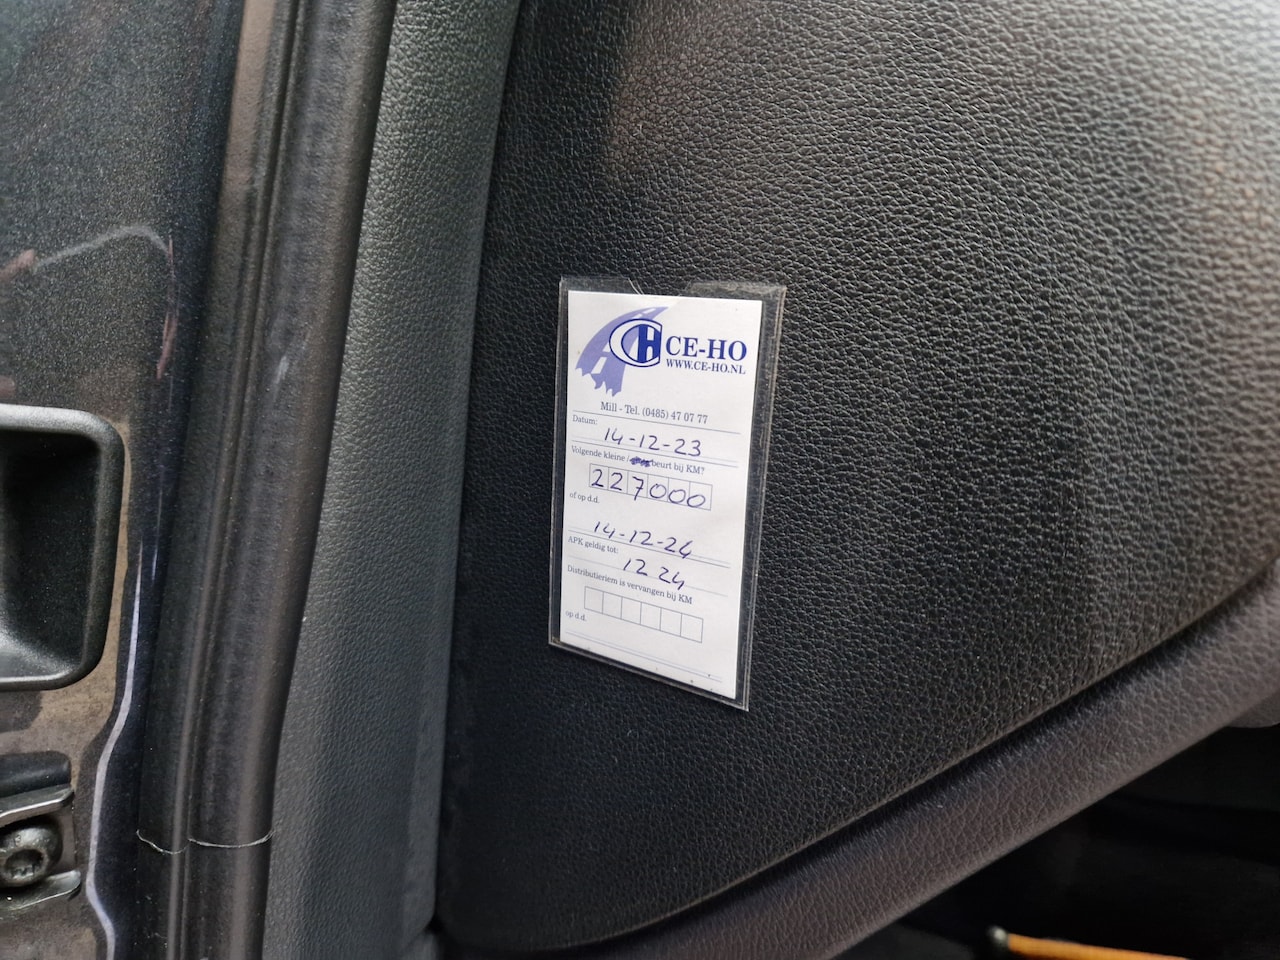 CH CE-HO
WWW.CE-HO.NL
Mill - Tel. (0485) 47 07 77
Datum:
14-12-23
Volgende kleine / beurt bij KM?
227000
of op d.d.
14-12-24
APK geldig tot:
12 24
Distributieriem is vervangen bij KM
op d.d.